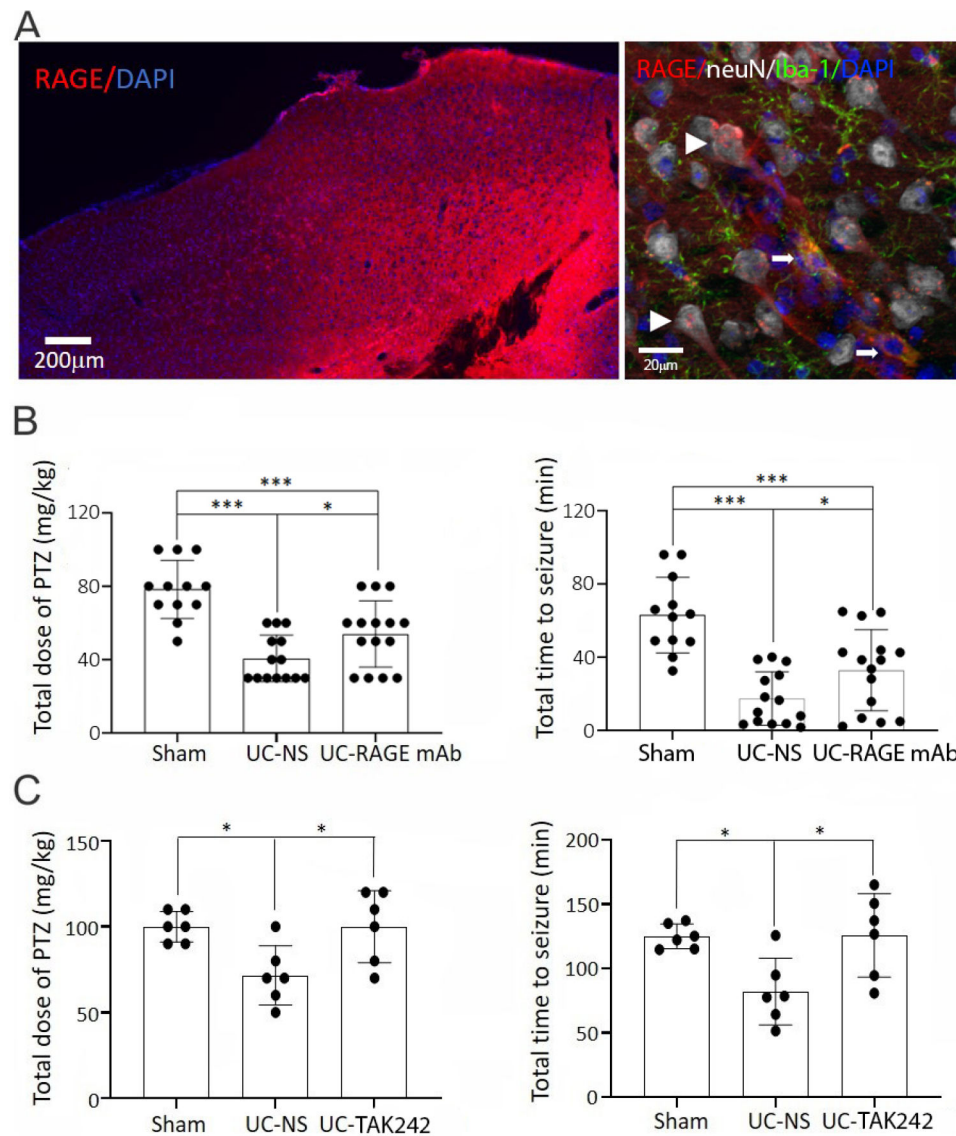 A
RAGE/DAPI
200μm
RAGE/neuN/Iba-1/DAPI
20μm
B
Total dose of PTZ (mg/kg)
120
80
40
0
***
***
*
Sham UC-NS UC-RAGE mAb
Total time to seizure (min)
120
80
40
0
***
***
*
Sham UC-NS UC-RAGE mAb
C
Total dose of PTZ (mg/kg)
150
100
50
0
*
*
Sham UC-NS UC-TAK242
Total time to seizure (min)
200
150
100
50
0
*
*
Sham UC-NS UC-TAK242